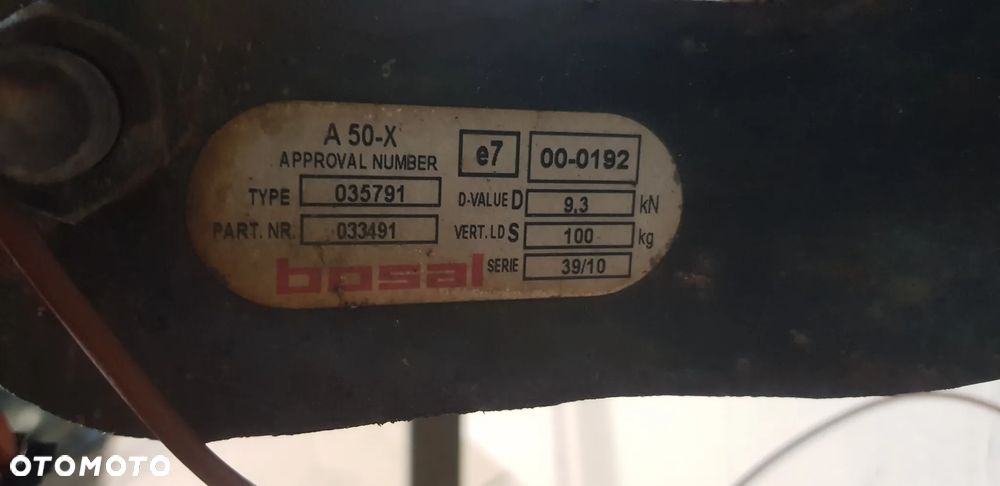 A 50-X
APPROVAL NUMBER
e7
00-0192
TYPE 035791
D-VALUE D 9.3 kN
PART. NR. 033491
VERT. LD S 100 kg
bosal
SERIE 39/10
OTOMOTO